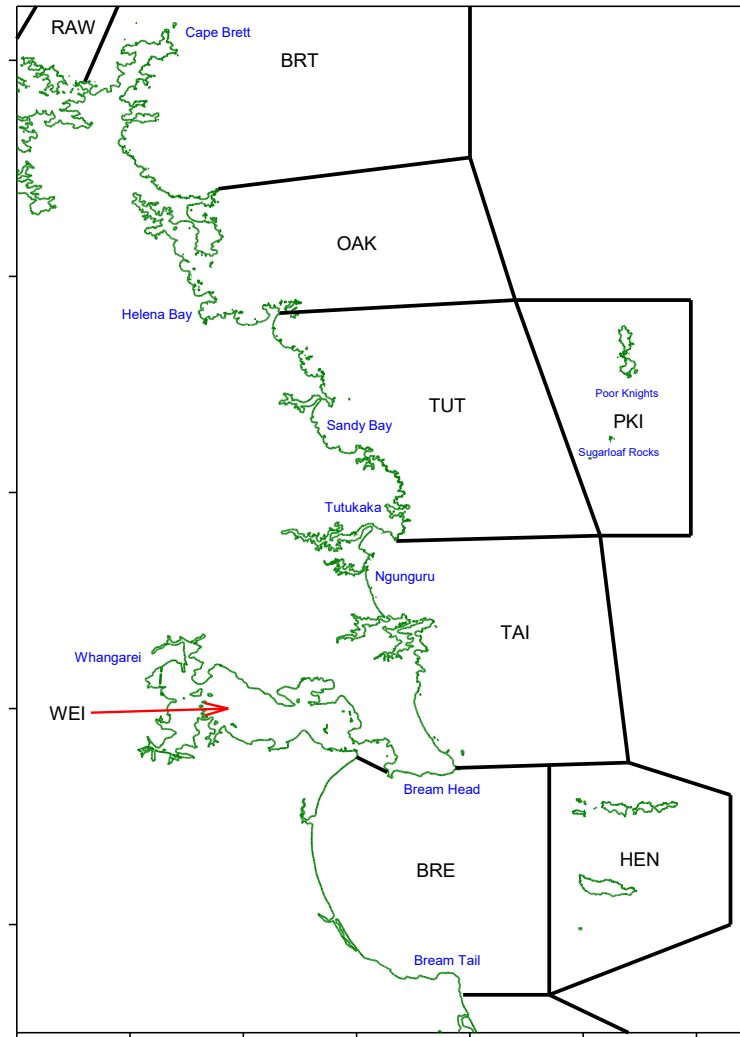 RAW
Cape Brett
BRT
OAK
Helena Bay
Poor Knights
TUT
PKI
Sandy Bay
Sugarloaf Rocks
Tutukaka
Ngunguru
TAI
Whangarei
WEI
Bream Head
HEN
BRE
Bream Tail